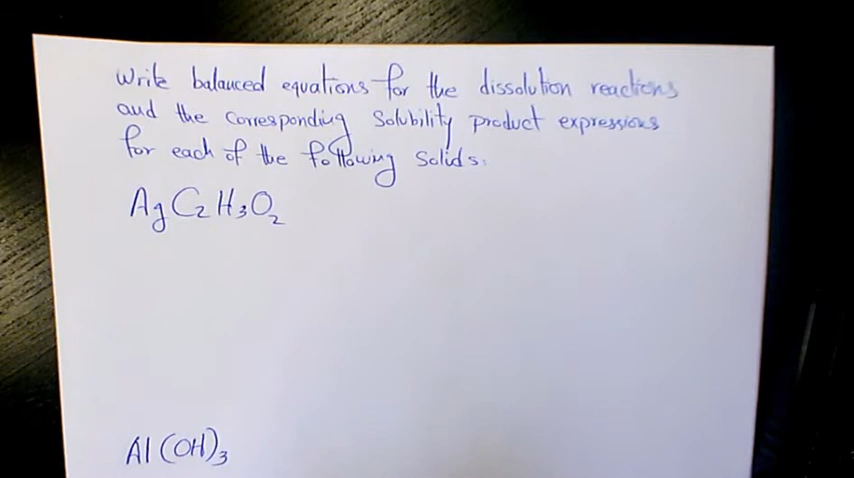 Write balanced equations for the dissolution reactions
and the corresponding solubility product expressions
for each of the following solids.
AgC₂H₃O₂
Al(OH)₃